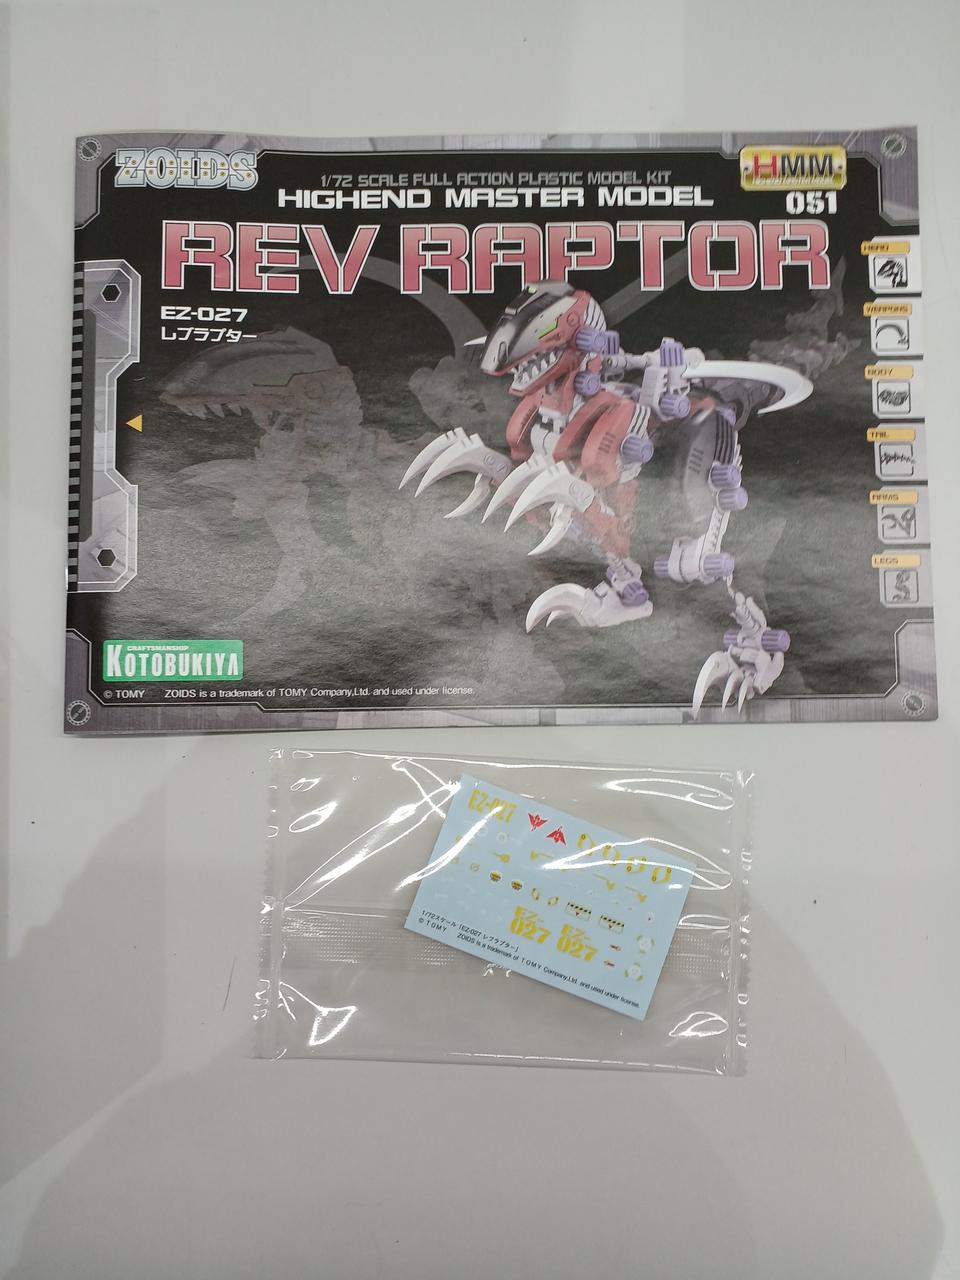 ZOIDS
1/72 SCALE FULL ACTION PLASTIC MODEL KIT
HIGHEND MASTER MODEL
HMM
051
REV RAPTOR
EZ-027
レブラプター
HEAD
WEAPONS
BODY
TAIL
ARMS
LEGS
CRAFTSMANSHIP
KOTOBUKIYA
© TOMY ZOIDS is a trademark of TOMY Company,Ltd. and used under license.
EZ-027
EZ-
027
EZ-
027
1/72スケール「EZ-027 レブラプター」
© TOMY ZOIDS is a trademark of TOMY Company,Ltd. and used under license.